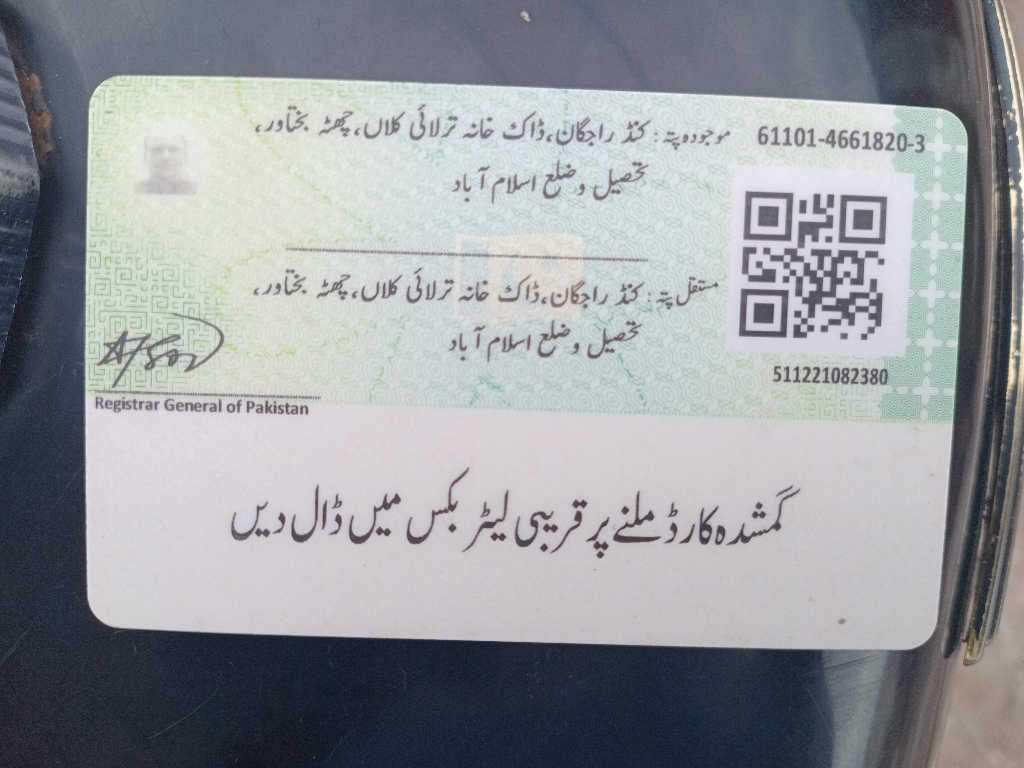 61101-4661820-3
موجودہ پتہ: کنڈ راجگان، ڈاک خانہ ترلائی کلاں، چھٹہ بختاور،
تحصیل و ضلع اسلام آباد
مستقل پتہ: کنڈ راجگان، ڈاک خانہ ترلائی کلاں، چھٹہ بختاور،
تحصیل و ضلع اسلام آباد
511221082380
Registrar General of Pakistan
گمشدہ کارڈ ملنے پر قریبی لیٹر بکس میں ڈال دیں